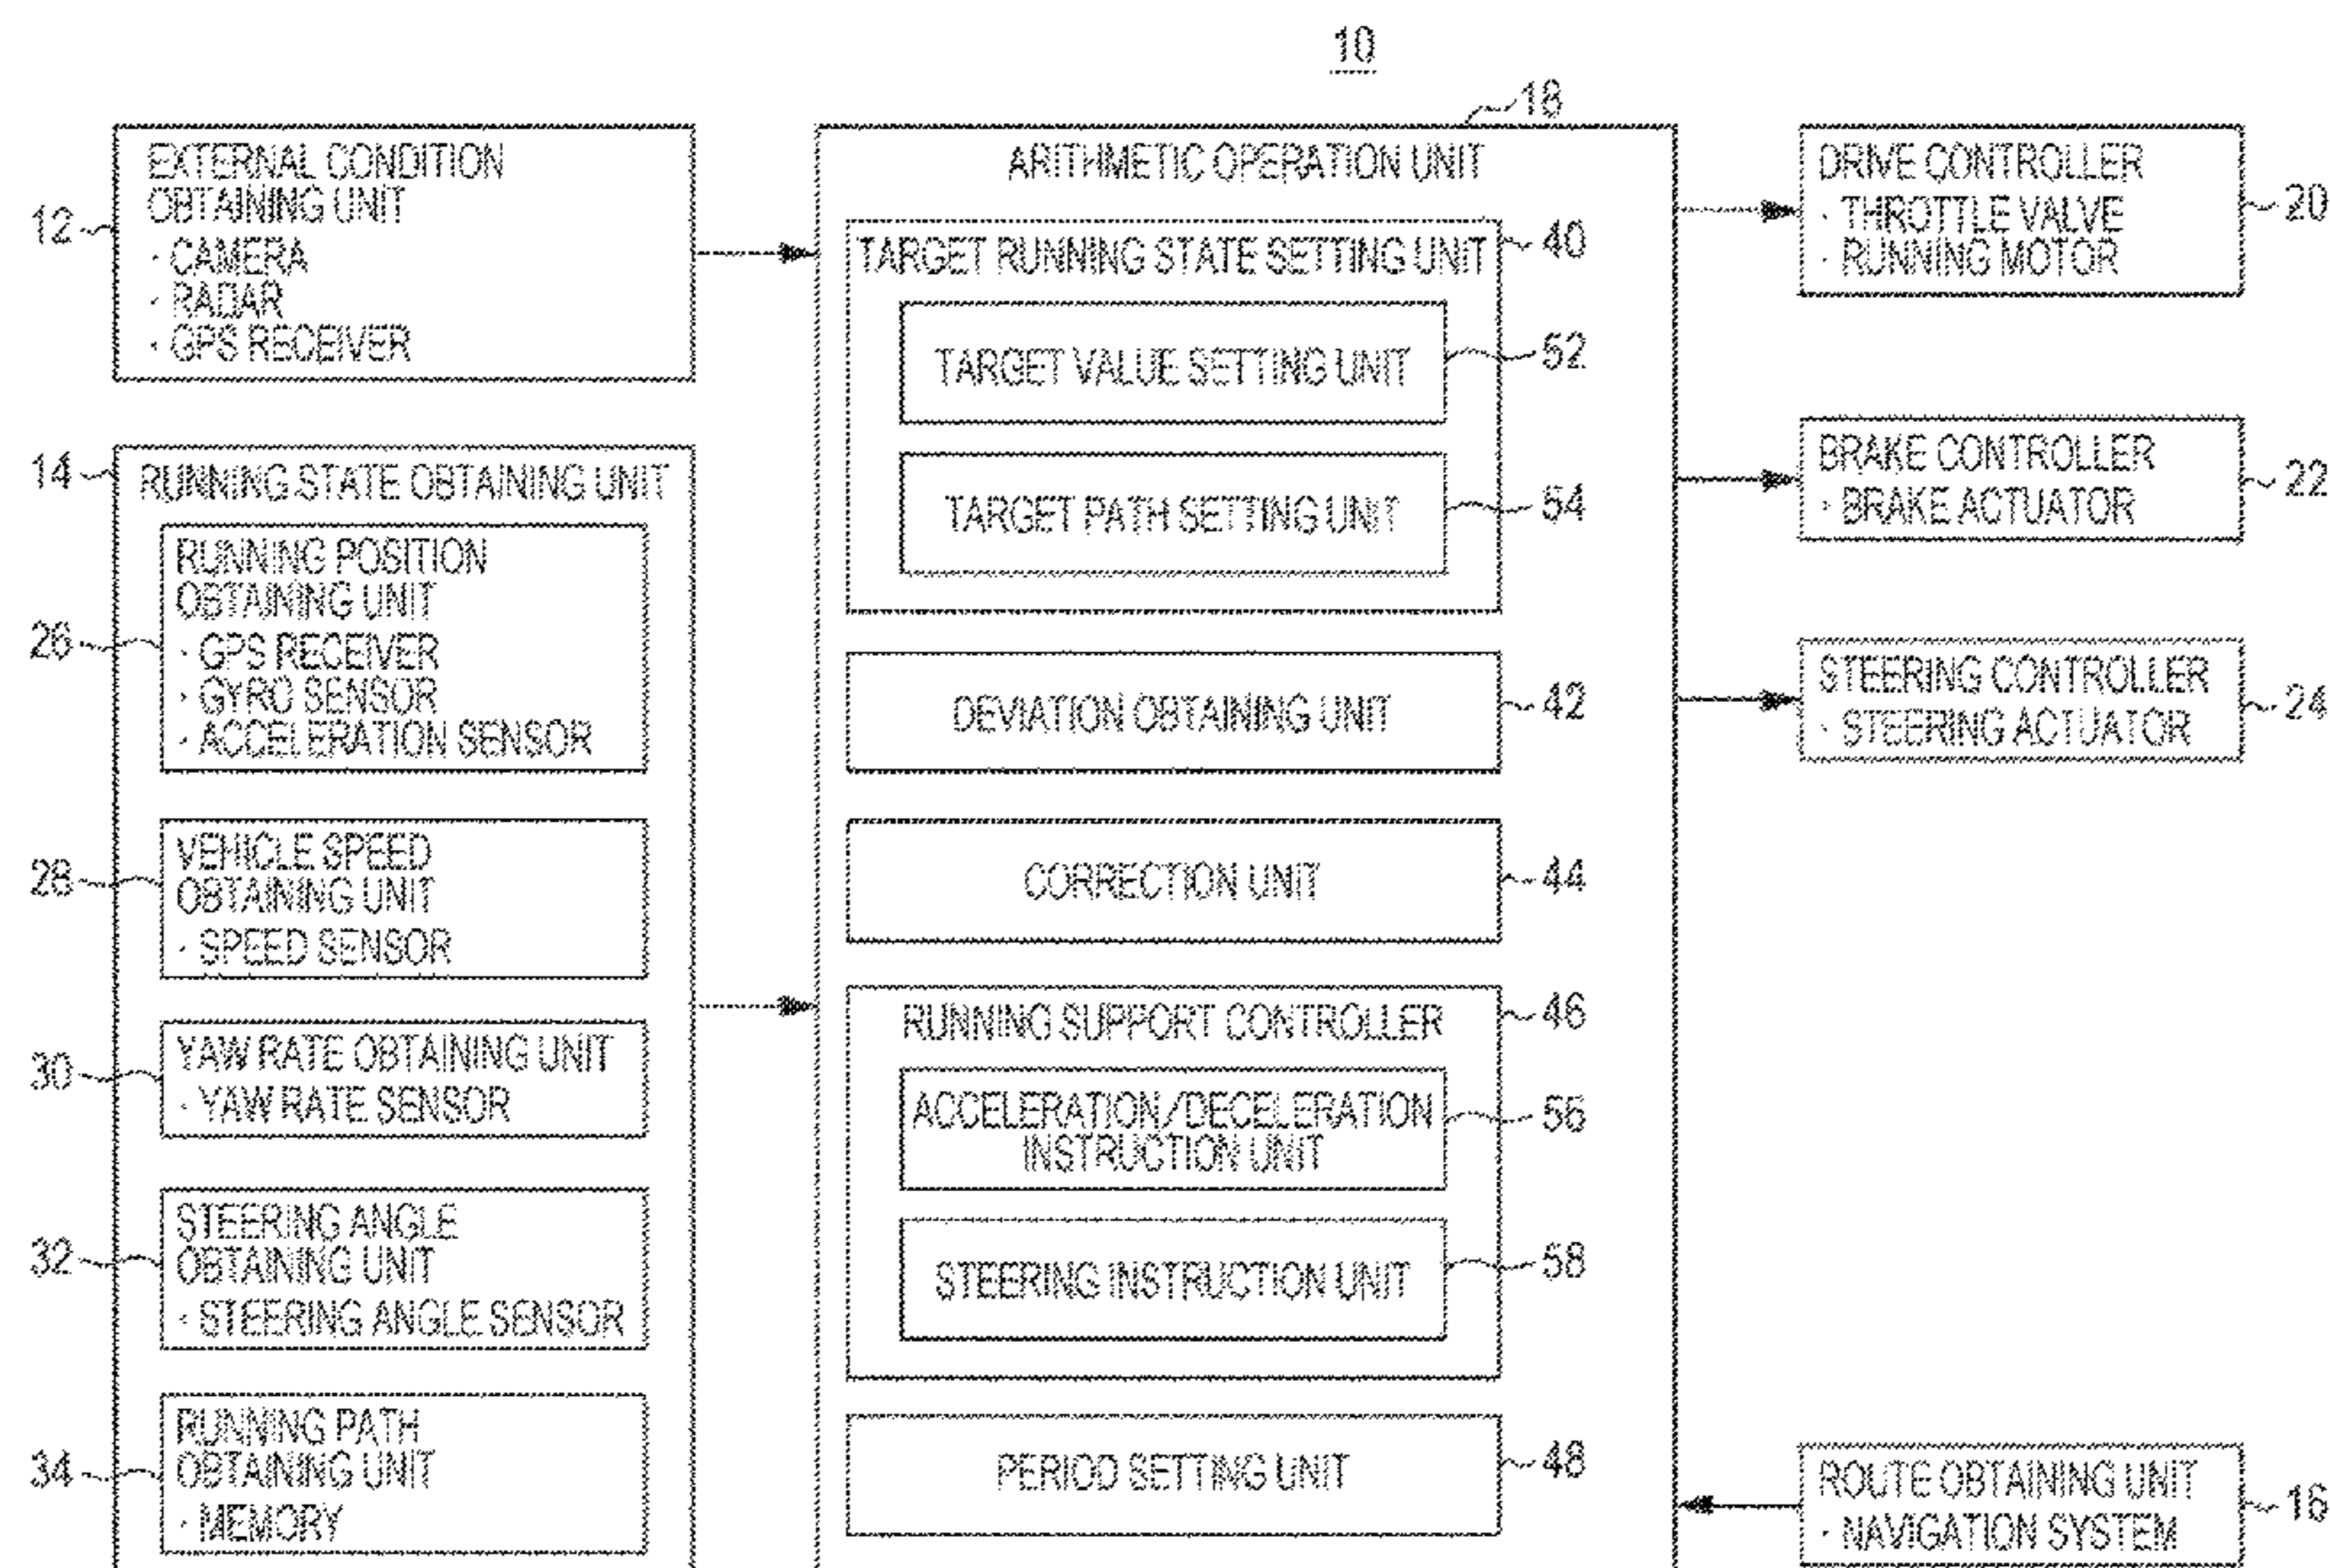 10
18
12
EXTERNAL CONDITION
OBTAINING UNIT
· CAMERA
· RADAR
· GPS RECEIVER
14
RUNNING STATE OBTAINING UNIT
26
RUNNING POSITION
OBTAINING UNIT
· GPS RECEIVER
· GYRO SENSOR
· ACCELERATION SENSOR
28
VEHICLE SPEED
OBTAINING UNIT
· SPEED SENSOR
30
YAW RATE OBTAINING UNIT
· YAW RATE SENSOR
32
STEERING ANGLE
OBTAINING UNIT
· STEERING ANGLE SENSOR
34
RUNNING PATH
OBTAINING UNIT
· MEMORY
ARITHMETIC OPERATION UNIT
TARGET RUNNING STATE SETTING UNIT
40
TARGET VALUE SETTING UNIT
52
TARGET PATH SETTING UNIT
54
DEVIATION OBTAINING UNIT
42
CORRECTION UNIT
44
RUNNING SUPPORT CONTROLLER
46
ACCELERATION/DECELERATION
INSTRUCTION UNIT
56
STEERING INSTRUCTION UNIT
58
PERIOD SETTING UNIT
48
DRIVE CONTROLLER
· THROTTLE VALVE
· RUNNING MOTOR
20
BRAKE CONTROLLER
· BRAKE ACTUATOR
22
STEERING CONTROLLER
· STEERING ACTUATOR
24
ROUTE OBTAINING UNIT
· NAVIGATION SYSTEM
16